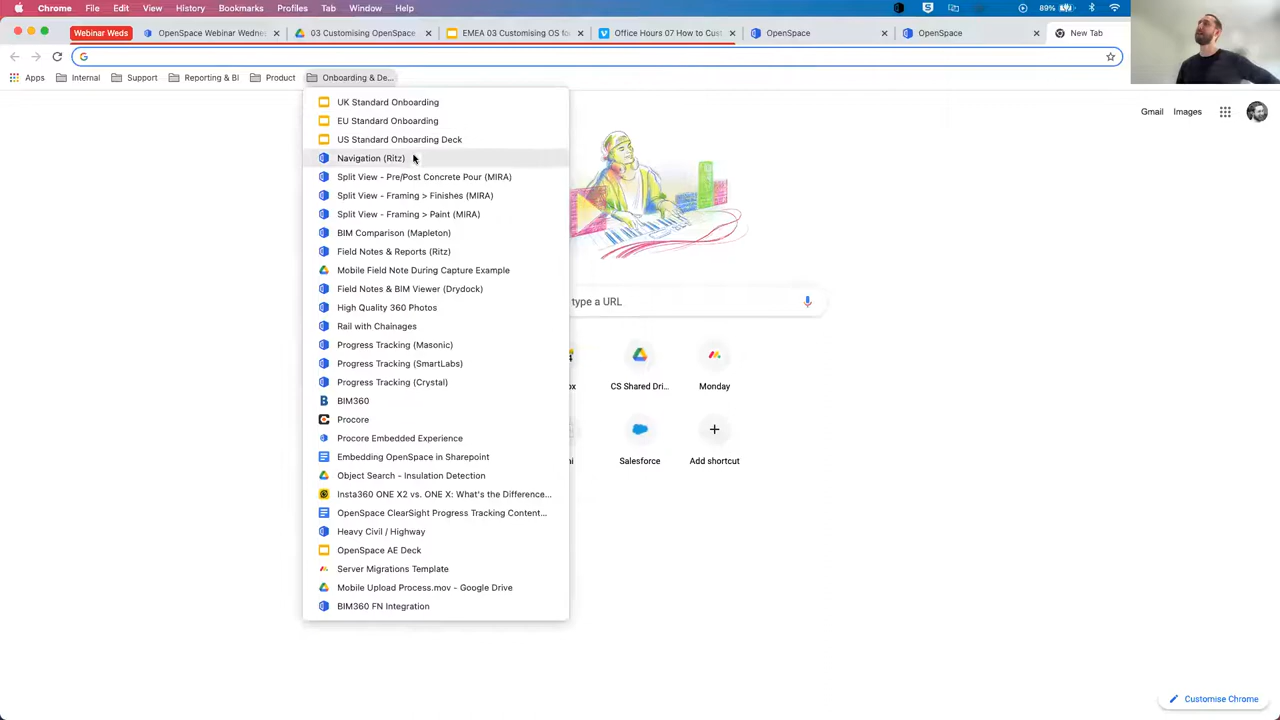 Chrome File Edit View History Bookmarks Profiles Tab Window Help 89%
Webinar Weds OpenSpace Webinar Wednes 03 Customising OpenSpace EMEA 03 Customising OS fo Office Hours 07 How to Cust OpenSpace OpenSpace New Tab
Apps Internal Support Reporting & BI Product Onboarding & De...
Gmail Images
UK Standard Onboarding
EU Standard Onboarding
US Standard Onboarding Deck
Navigation (Ritz)
Split View - Pre/Post Concrete Pour (MIRA)
Split View - Framing > Finishes (MIRA)
Split View - Framing > Paint (MIRA)
BIM Comparison (Mapleton)
Field Notes & Reports (Ritz)
Mobile Field Note During Capture Example
Field Notes & BIM Viewer (Drydock)
High Quality 360 Photos
Rail with Chainages
Progress Tracking (Masonic)
Progress Tracking (SmartLabs)
Progress Tracking (Crystal)
BIM360
Procore
Procore Embedded Experience
Embedding OpenSpace in Sharepoint
Object Search - Insulation Detection
Insta360 ONE X2 vs. ONE X: What's the Difference...
OpenSpace ClearSight Progress Tracking Content...
Heavy Civil / Highway
OpenSpace AE Deck
Server Migrations Template
Mobile Upload Process.mov - Google Drive
BIM360 FN Integration
type a URL
ox CS Shared Dri... Monday
ni Salesforce Add shortcut
Customise Chrome